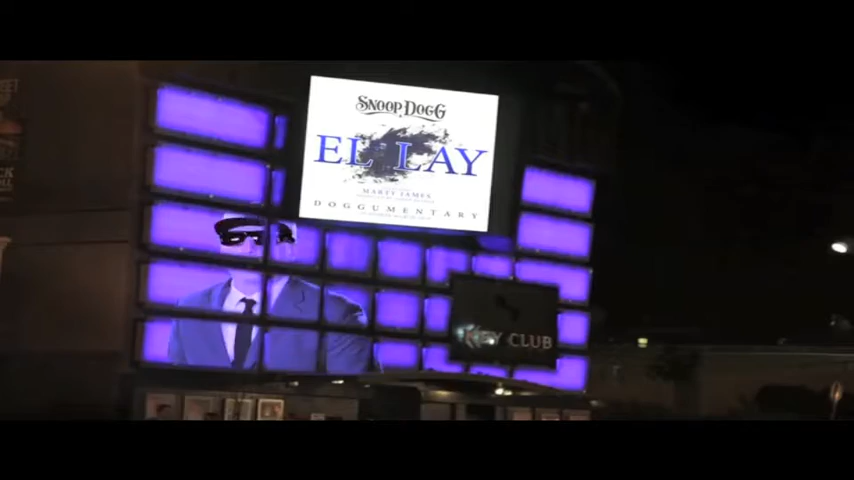 SNOOP DOGG
EL LAY
MARTY JAMES
DOGGUMENTARY
KEY CLUB